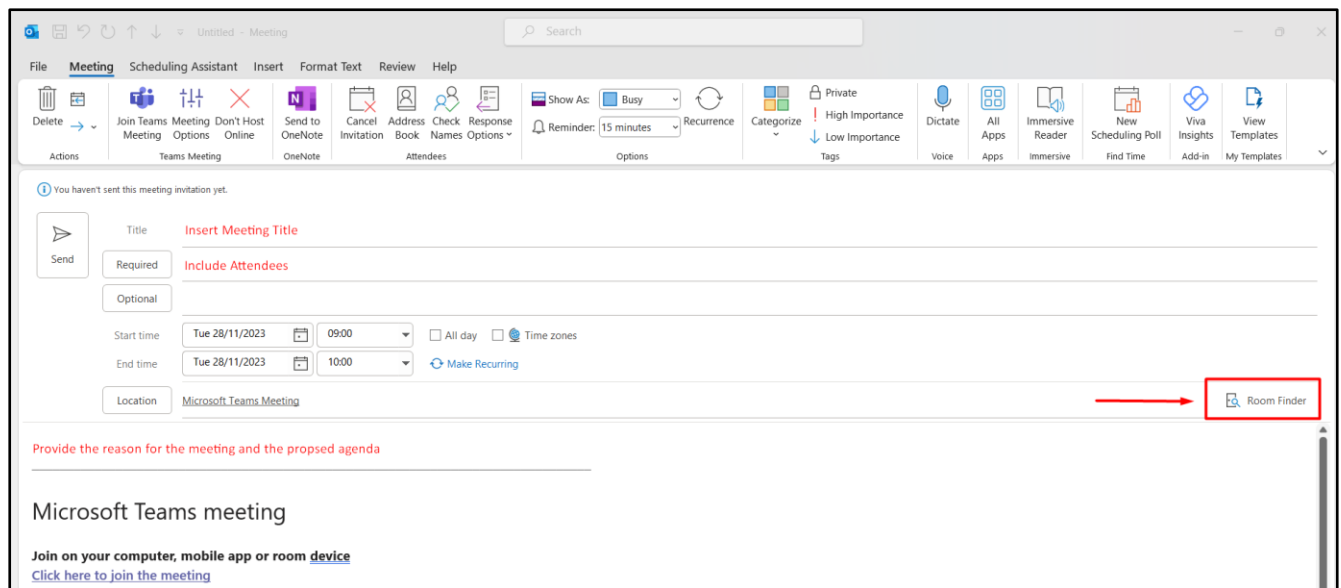 Untitled - Meeting
Search
File Meeting Scheduling Assistant Insert Format Text Review Help
Delete
Join Teams Meeting
Meeting Options
Don't Host Online
Send to OneNote
Cancel Invitation
Address Book
Check Names
Response Options
Show As: Busy
Reminder: 15 minutes
Recurrence
Categorize
Private
High Importance
Low Importance
Dictate
All Apps
Immersive Reader
New Scheduling Poll
Viva Insights
View Templates
Actions Teams Meeting OneNote Attendees Options Tags Voice Apps Immersive Find Time Add-in My Templates
You haven't sent this meeting invitation yet.
Send
Title Insert Meeting Title
Required Include Attendees
Optional
Start time Tue 28/11/2023 09:00 All day Time zones
End time Tue 28/11/2023 10:00 Make Recurring
Location Microsoft Teams Meeting Room Finder
Provide the reason for the meeting and the propsed agenda
Microsoft Teams meeting
Join on your computer, mobile app or room device
Click here to join the meeting